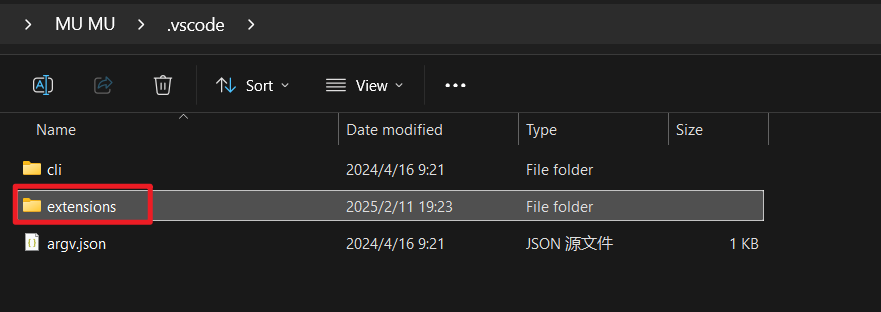 > MU MU > .vscode >
Sort View ...
Name Date modified Type Size
cli 2024/4/16 9:21 File folder
extensions 2025/2/11 19:23 File folder
argv.json 2024/4/16 9:21 JSON 源文件 1 KB